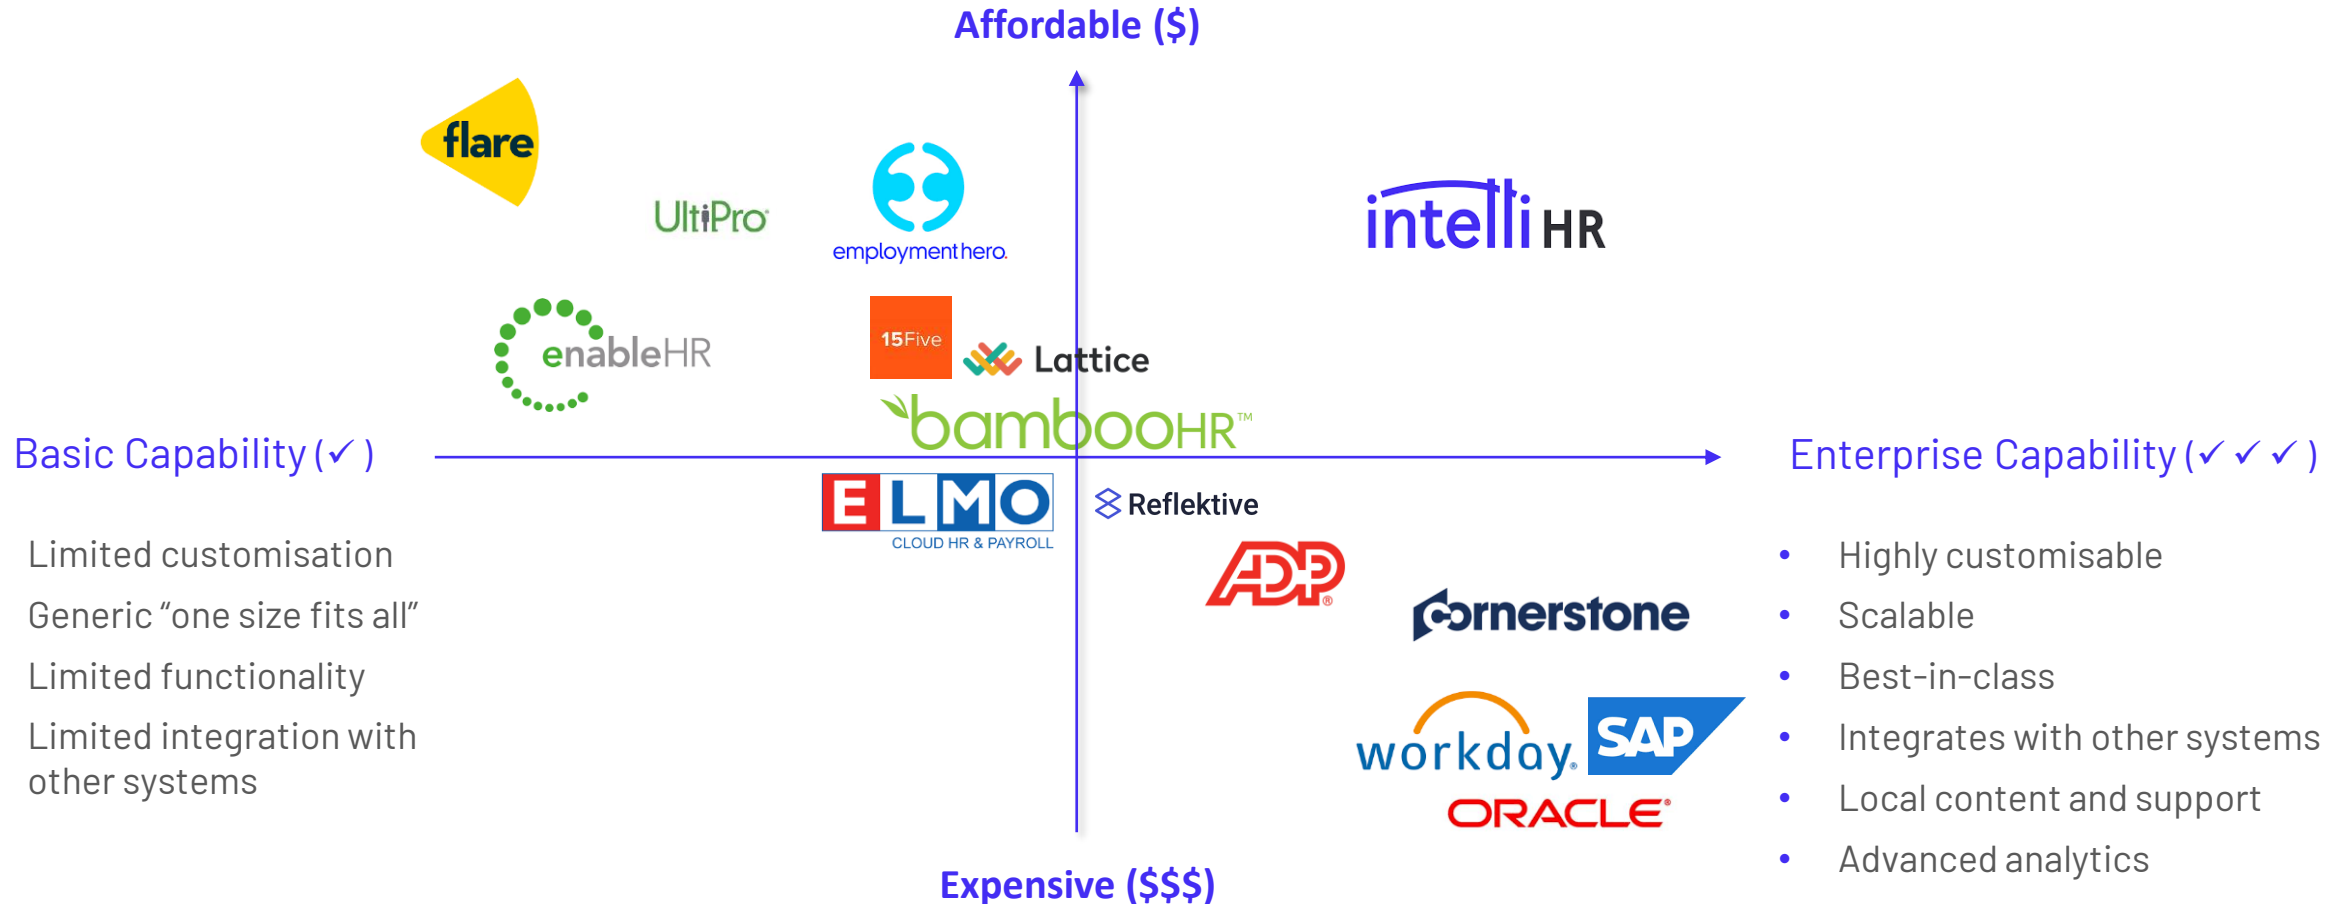 Affordable ($)
flare
UltiPro®
employmenthero.
intelliHR
enableHR
15Five
Lattice
bambooHR™
Basic Capability (✓)
Enterprise Capability (✓ ✓ ✓)
ELMO
CLOUD HR & PAYROLL
Reflektive
ADP®
cornerstone
workday®
SAP
ORACLE®
Limited customisation
Generic “one size fits all”
Limited functionality
Limited integration with
other systems
• Highly customisable
• Scalable
• Best-in-class
• Integrates with other systems
• Local content and support
• Advanced analytics
Expensive ($$$)